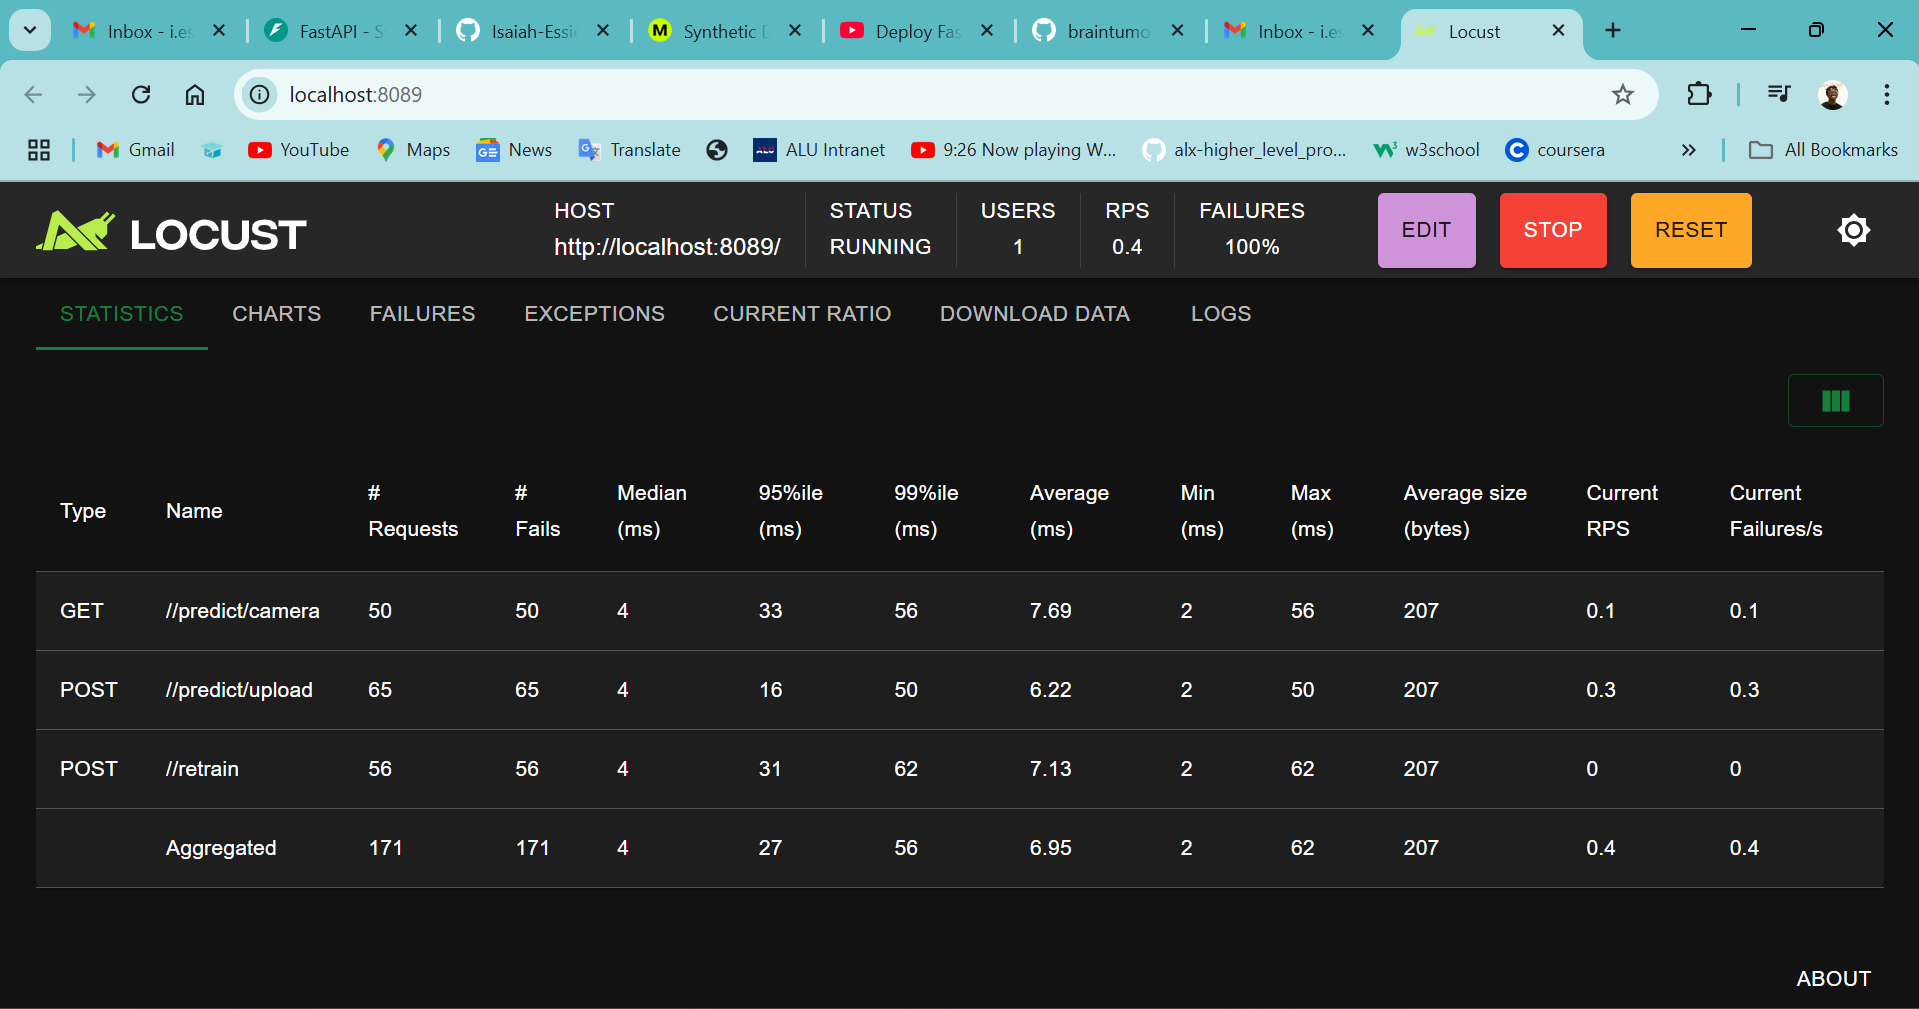 Inbox - i.es
FastAPI - S
Isaiah-Essie
Synthetic D
Deploy Fas
braintumo
Inbox - i.es
Locust
localhost:8089
Gmail
YouTube
Maps
News
Translate
ALU
ALU Intranet
9:26 Now playing W...
alx-higher_level_pro...
w3school
coursera
All Bookmarks
LOCUST
HOST
http://localhost:8089/
STATUS
RUNNING
USERS
1
RPS
0.4
FAILURES
100%
EDIT
STOP
RESET
STATISTICS CHARTS FAILURES EXCEPTIONS CURRENT RATIO DOWNLOAD DATA LOGS
Type Name # Requests # Fails Median (ms) 95%ile (ms) 99%ile (ms) Average (ms) Min (ms) Max (ms) Average size (bytes) Current RPS Current Failures/s
GET //predict/camera 50 50 4 33 56 7.69 2 56 207 0.1 0.1
POST //predict/upload 65 65 4 16 50 6.22 2 50 207 0.3 0.3
POST //retrain 56 56 4 31 62 7.13 2 62 207 0 0
Aggregated 171 171 4 27 56 6.95 2 62 207 0.4 0.4
ABOUT